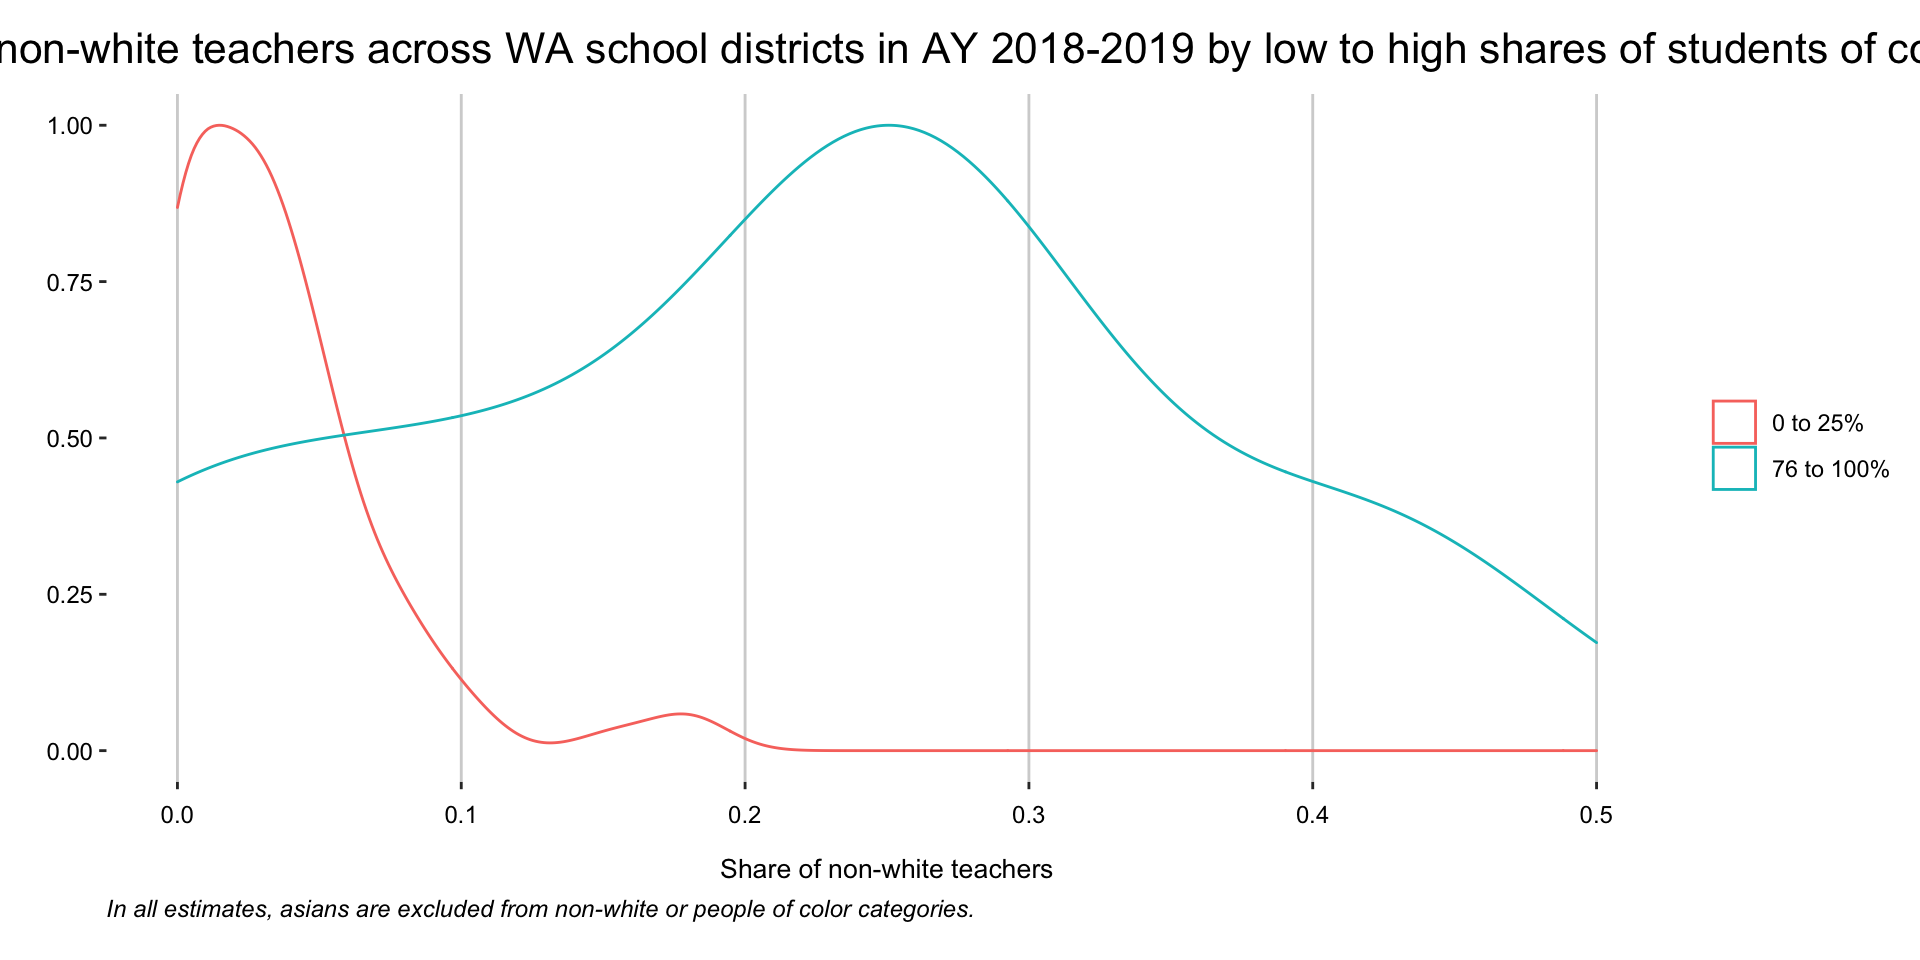 non-white teachers across WA school districts in AY 2018-2019 by low to high shares of students of
1.00
0.75
0.50
0.25
0.00
0.0 0.1 0.2 0.3 0.4 0.5
Share of non-white teachers
In all estimates, asians are excluded from non-white or people of color categories.
0 to 25%
76 to 100%